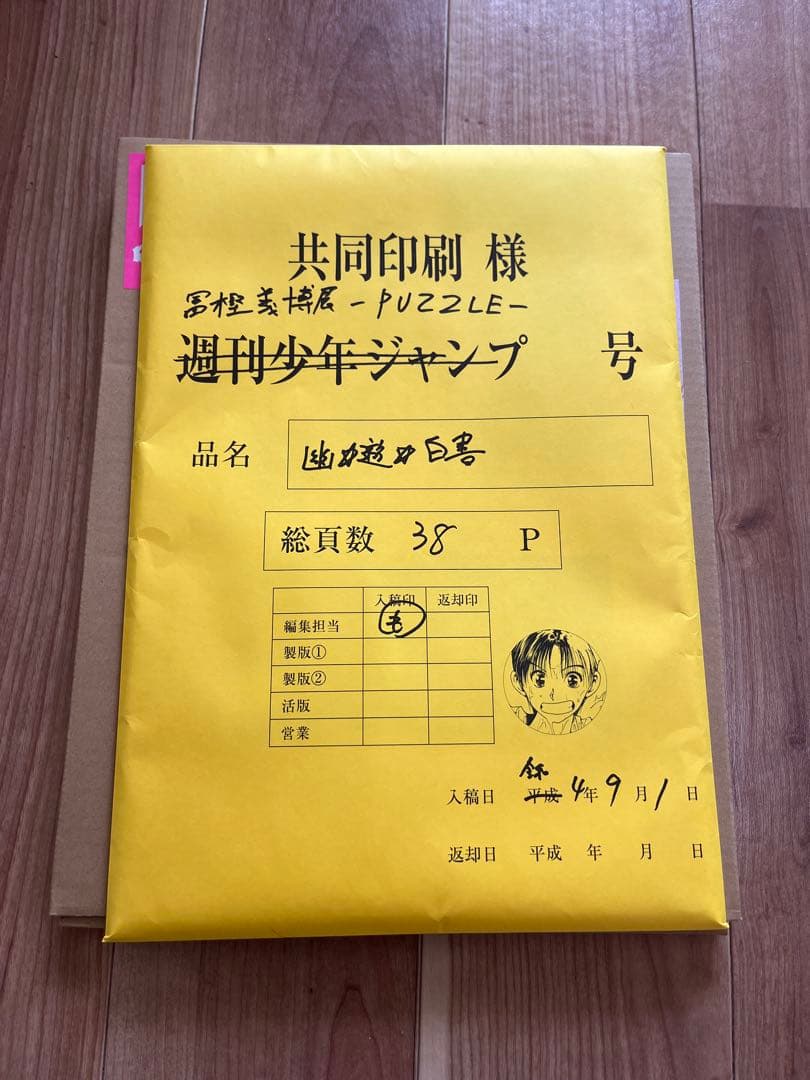 共同印刷 様
冨樫義博展 -PUZZLE-
週刊少年ジャンプ 号
品名 幽☆遊☆白書
総頁数 38 P
入稿印 返却印
編集担当
製版①
製版②
活版
営業
令和
入稿日 平成 4年 9月 1日
返却日 平成 年 月 日